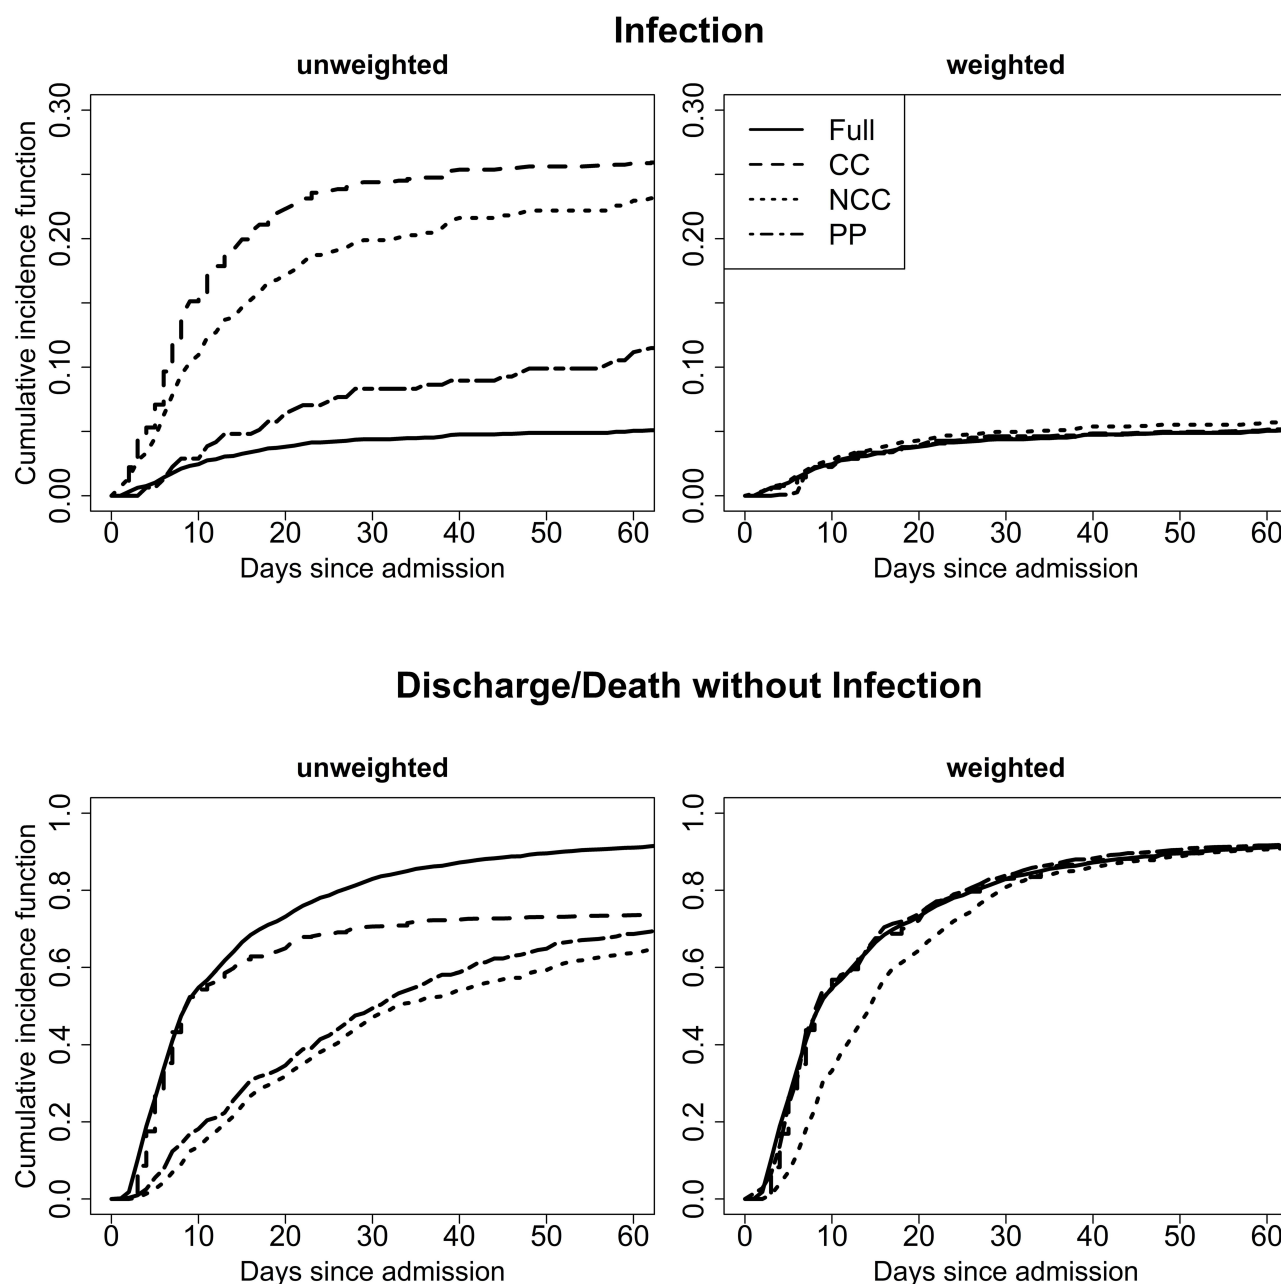 Infection
unweighted
weighted
Cumulative incidence function
0.00 0.10 0.20 0.30
0 10 20 30 40 50 60
Days since admission
0.00 0.10 0.20 0.30
Full
CC
NCC
PP
0 10 20 30 40 50 60
Days since admission
Discharge/Death without Infection
unweighted
weighted
Cumulative incidence function
0.0 0.2 0.4 0.6 0.8 1.0
0 10 20 30 40 50 60
Days since admission
0.0 0.2 0.4 0.6 0.8 1.0
0 10 20 30 40 50 60
Days since admission